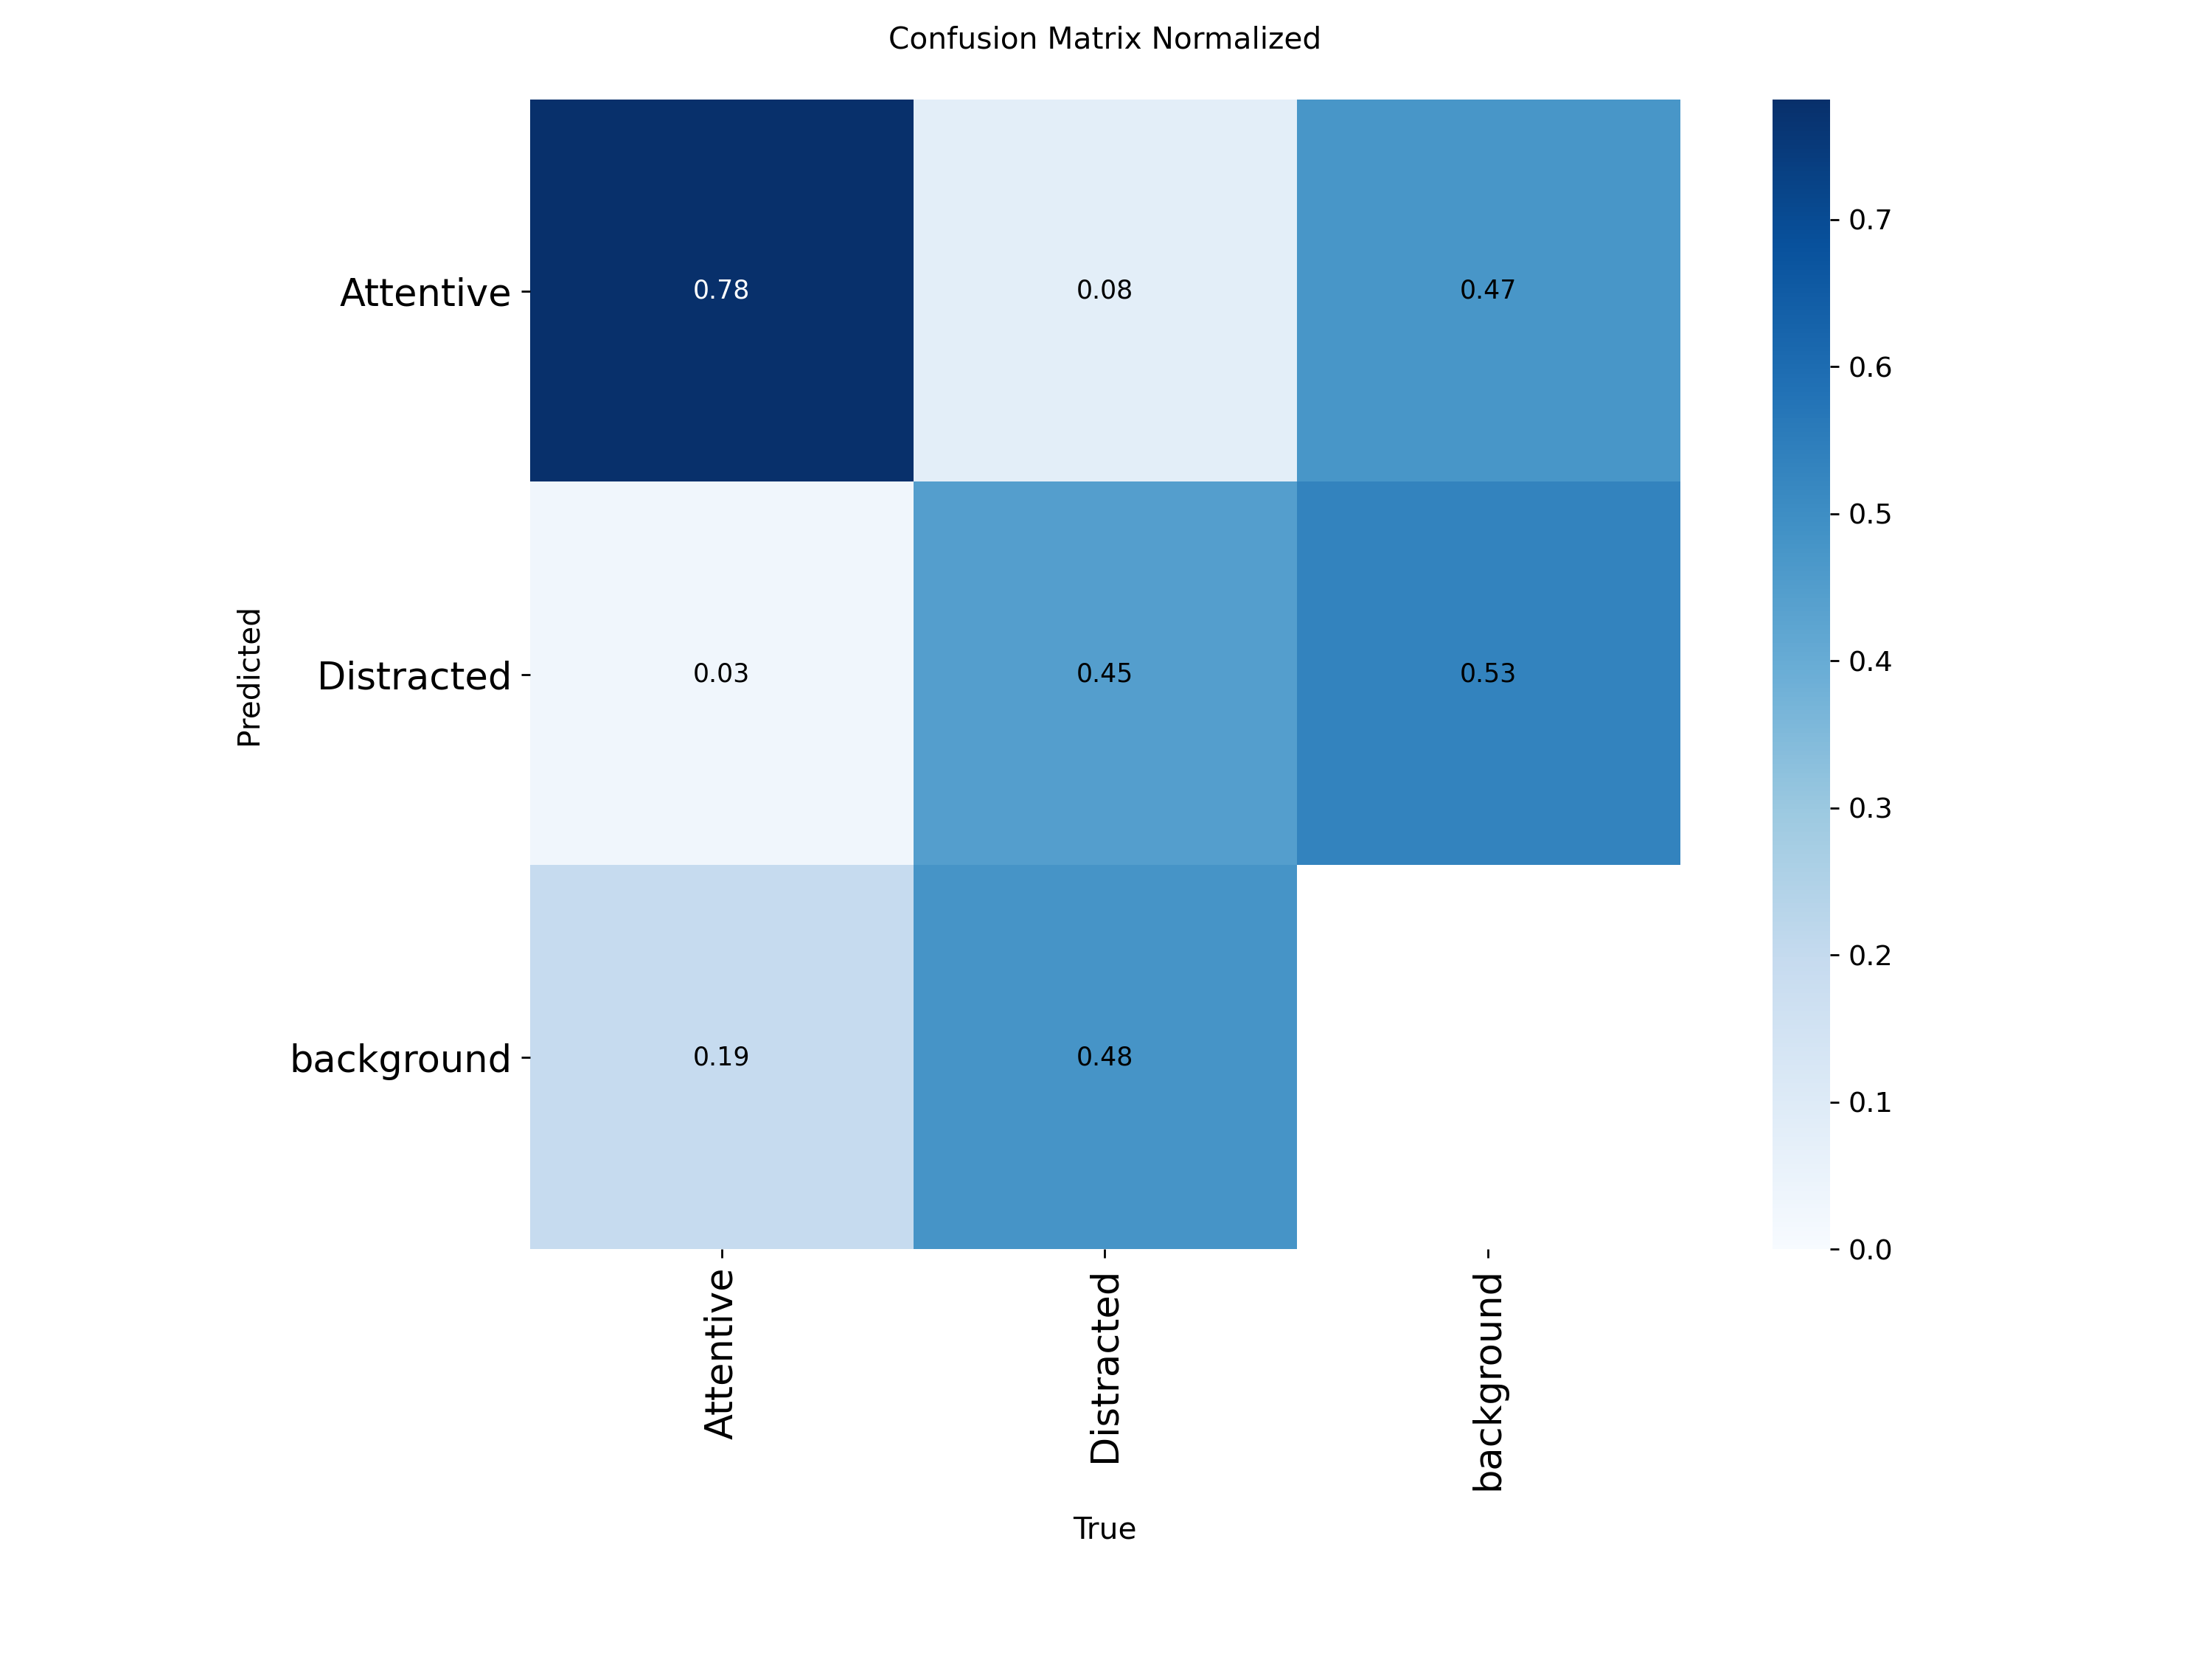 Confusion Matrix Normalized
Attentive
0.78
0.08
0.47
Distracted
0.03
0.45
0.53
background
0.19
0.48
Predicted
Attentive
Distracted
background
True
0.7
0.6
0.5
0.4
0.3
0.2
0.1
0.0